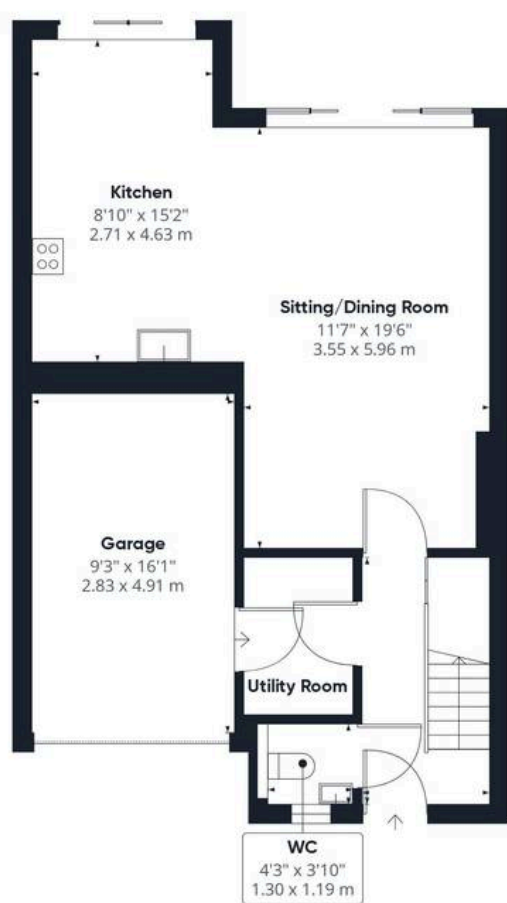 Kitchen
8'10" x 15'2"
2.71 x 4.63 m
Sitting/Dining Room
11'7" x 19'6"
3.55 x 5.96 m
Garage
9'3" x 16'1"
2.83 x 4.91 m
Utility Room
WC
4'3" x 3'10"
1.30 x 1.19 m